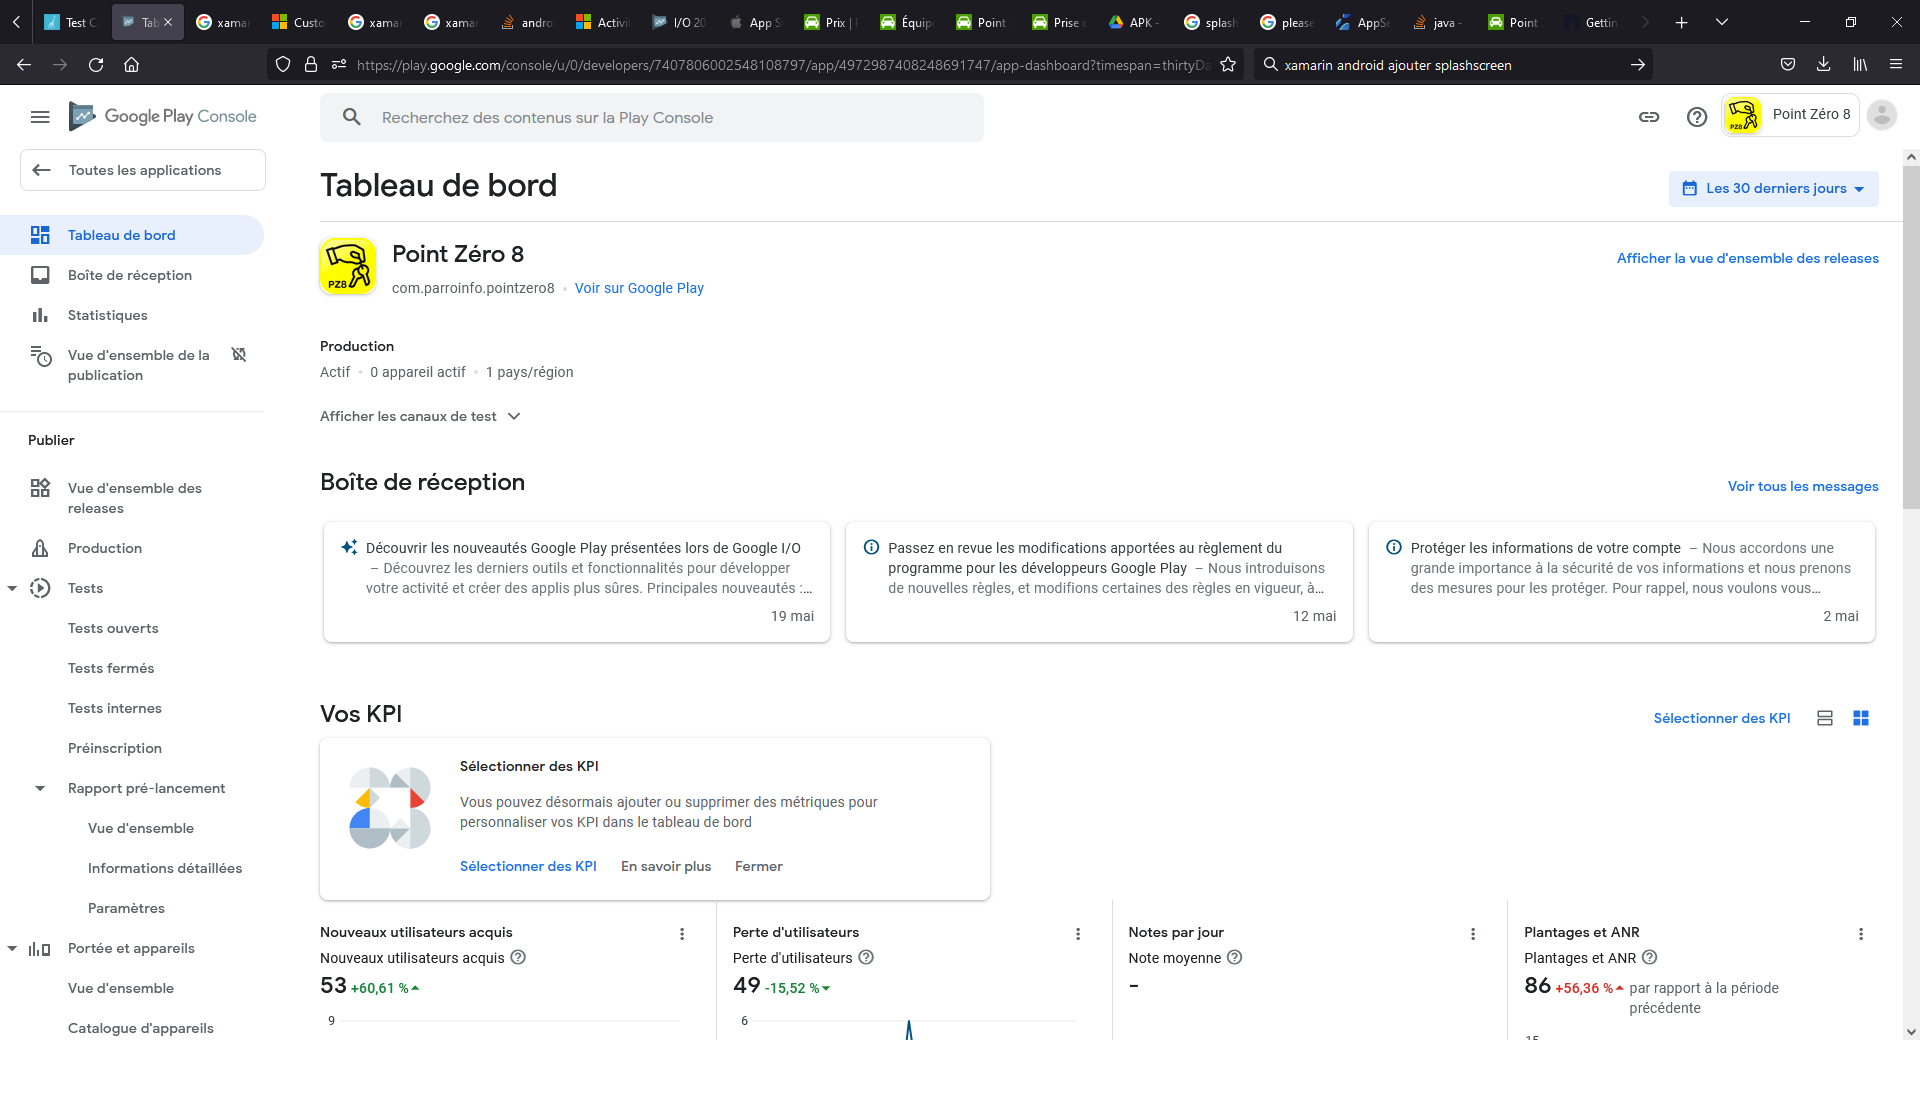 Test C
Tab
xamar
Custo
xamar
xamar
andro
Activit
I/O 20
App S
Prix |
Équip
Point
Prise d
APK -
splash
please
AppSe
java -
Point
Gettin
https://play.google.com/console/u/0/developers/7407806002548108797/app/4972987408248691747/app-dashboard?timespan=thirtyDa
xamarin android ajouter splashscreen
Google Play Console
Recherchez des contenus sur la Play Console
PZ8
Point Zéro 8
Toutes les applications
Tableau de bord
Les 30 derniers jours
Tableau de bord
Boîte de réception
Statistiques
Vue d'ensemble de la
publication
PZ8
Point Zéro 8
Afficher la vue d'ensemble des releases
com.parroinfo.pointzero8 • Voir sur Google Play
Production
Actif • 0 appareil actif • 1 pays/région
Afficher les canaux de test
Publier
Vue d'ensemble des
releases
Production
Tests
Tests ouverts
Tests fermés
Tests internes
Préinscription
Rapport pré-lancement
Vue d'ensemble
Informations détaillées
Paramètres
Portée et appareils
Vue d'ensemble
Catalogue d'appareils
Boîte de réception
Voir tous les messages
Découvrir les nouveautés Google Play présentées lors de Google I/O
– Découvrez les derniers outils et fonctionnalités pour développer
votre activité et créer des applis plus sûres. Principales nouveautés :…
19 mai
Passez en revue les modifications apportées au règlement du
programme pour les développeurs Google Play – Nous introduisons
de nouvelles règles, et modifions certaines des règles en vigueur, à…
12 mai
Protéger les informations de votre compte – Nous accordons une
grande importance à la sécurité de vos informations et nous prenons
des mesures pour les protéger. Pour rappel, nous voulons vous…
2 mai
Vos KPI
Sélectionner des KPI
Sélectionner des KPI
Vous pouvez désormais ajouter ou supprimer des métriques pour
personnaliser vos KPI dans le tableau de bord
Sélectionner des KPI
En savoir plus
Fermer
Nouveaux utilisateurs acquis
Nouveaux utilisateurs acquis
53 +60,61 %
9
Perte d'utilisateurs
Perte d'utilisateurs
49 -15,52 %
6
Notes par jour
Note moyenne
-
Plantages et ANR
Plantages et ANR
86 +56,36 % par rapport à la période
précédente
15